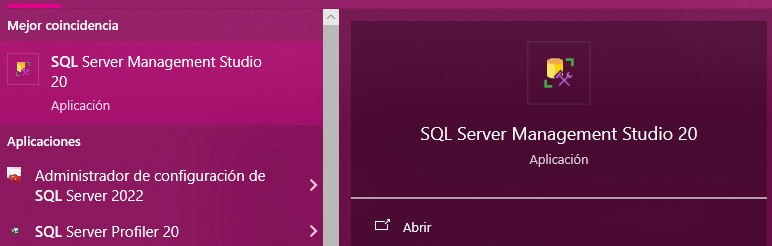 Mejor coincidencia
SQL Server Management Studio
20
Aplicación
Aplicaciones
Administrador de configuración de
SQL Server 2022
SQL Server Profiler 20
SQL Server Management Studio 20
Aplicación
Abrir